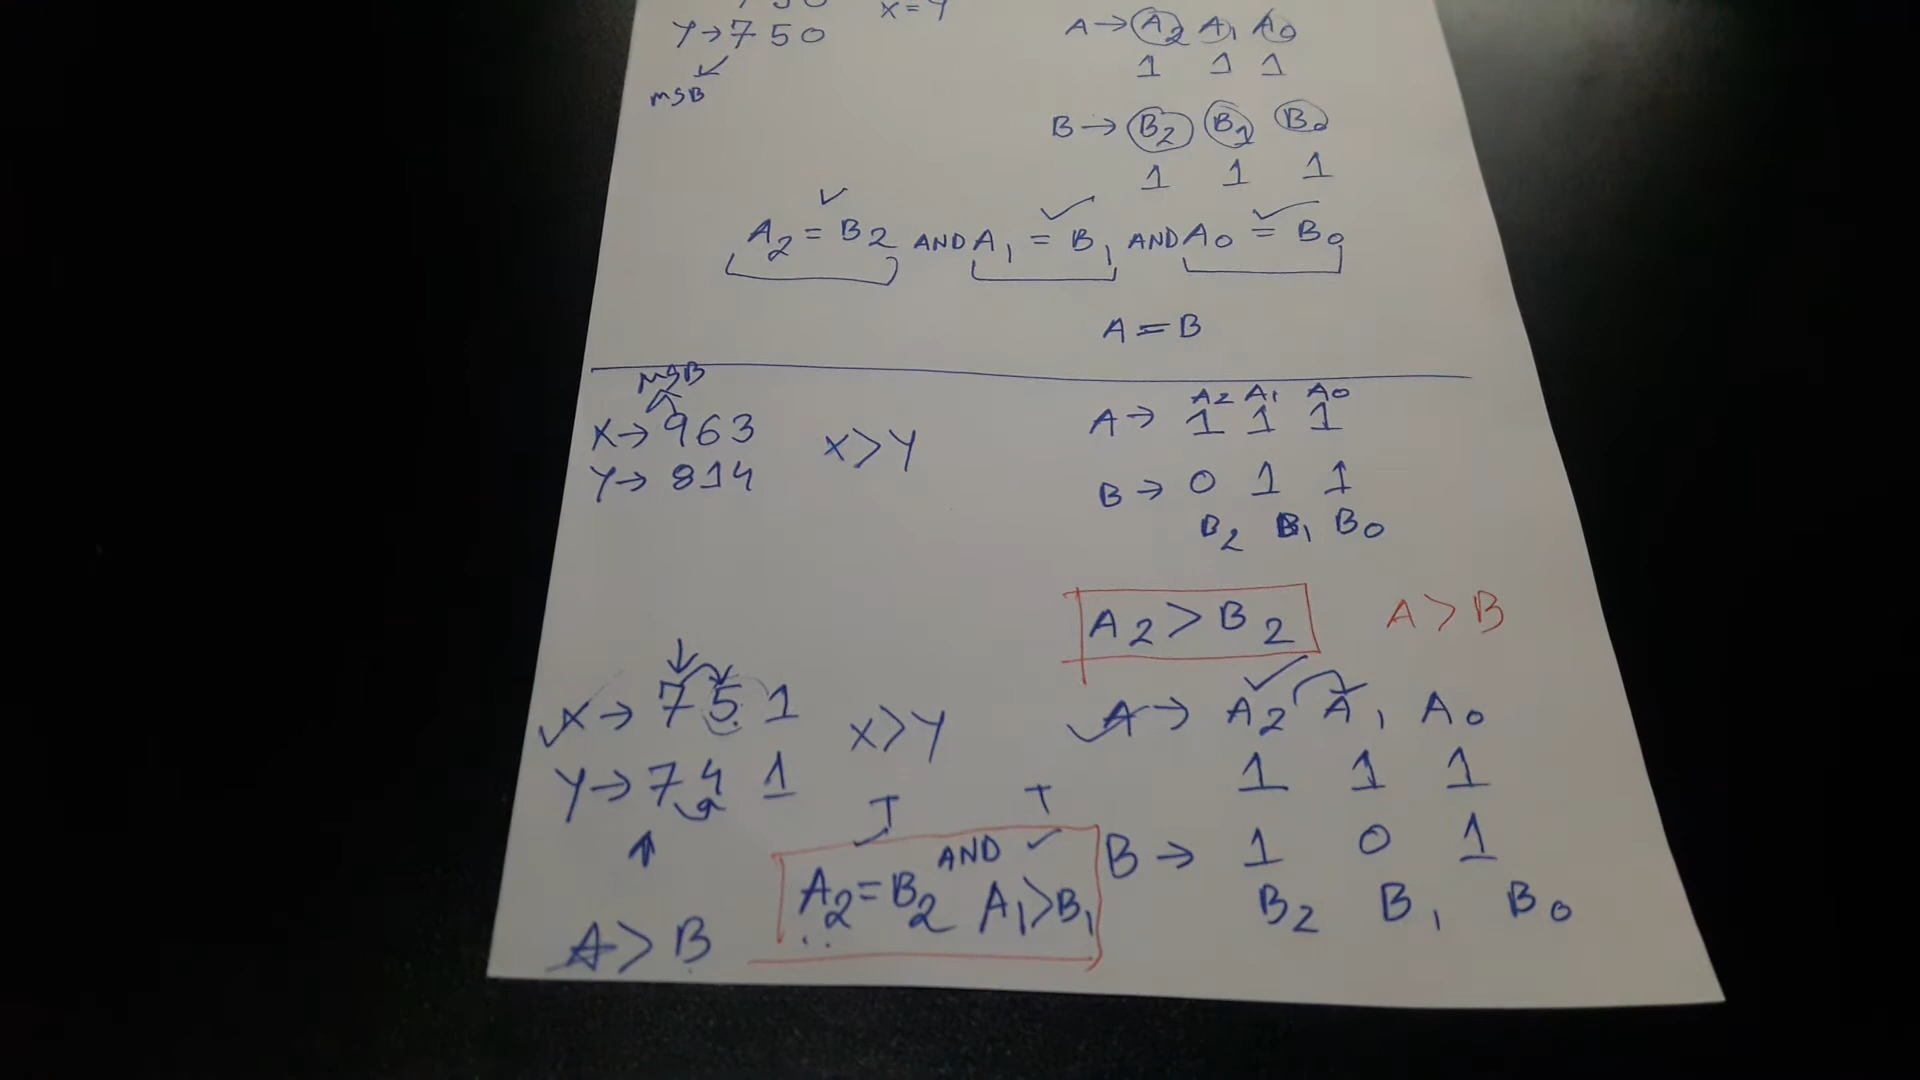 X=Y
Y→750
MSB
A→A2 A1 A0
1 1 1
B→B2 B1 B0
1 1 1
A2=B2 AND A1=B1 AND A0=B0
A=B
MSB
X→963
Y→814
X>Y
A2 A1 A0
A→ 1 1 1
B→ 0 1 1
B2 B1 B0
A2>B2
A>B
X→751
Y→741
X>Y
A→ A2 A1 A0
1 1 1
B→ 1 0 1
B2 B1 B0
T T
AND
A2=B2 A1>B1
A>B